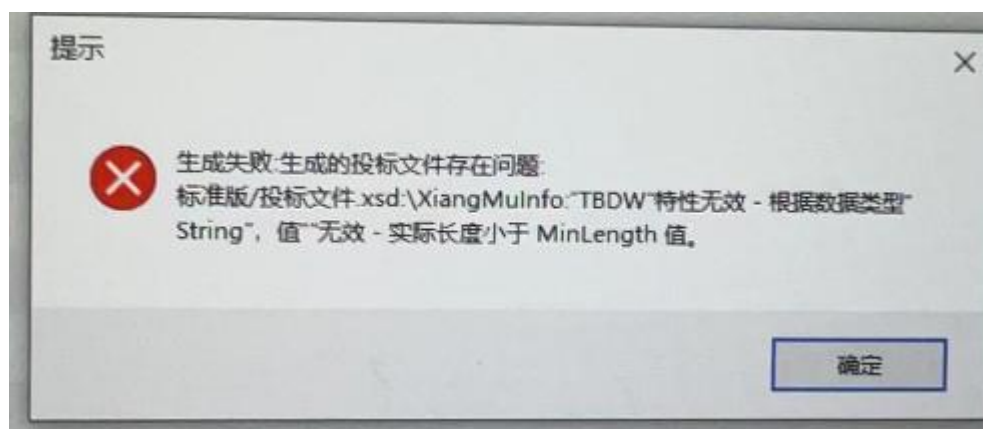 提示
生成失败:生成的投标文件存在问题:
标准版/投标文件.xsd:\XiangMuInfo:"TBDW"特性无效 - 根据数据类型"
String"，值""无效 - 实际长度小于 MinLength 值。
确定